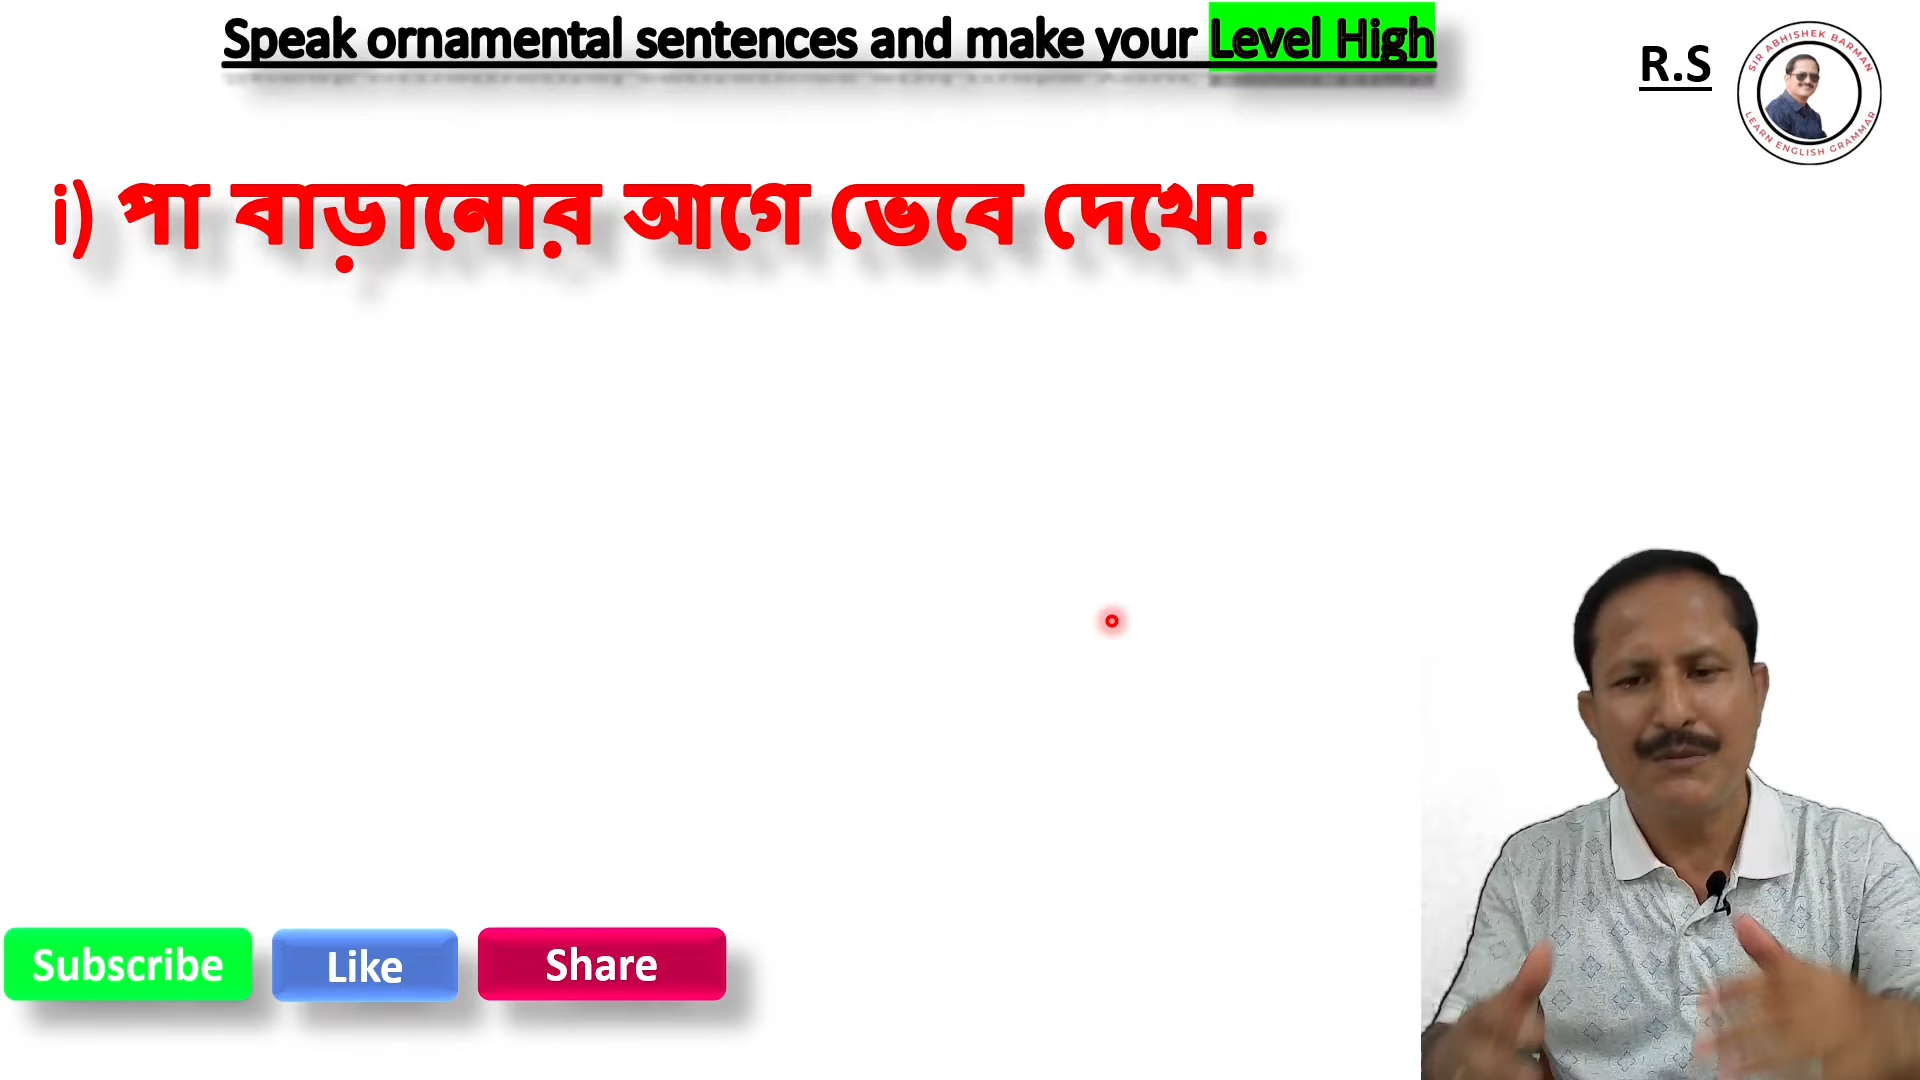 Speak ornamental sentences and make your Level High
R.S
SIR ABHISHEK BARMAN
LEARN ENGLISH GRAMMAR
i) পা বাড়ানোর আগে ভেবে দেখো.
Subscribe
Like
Share